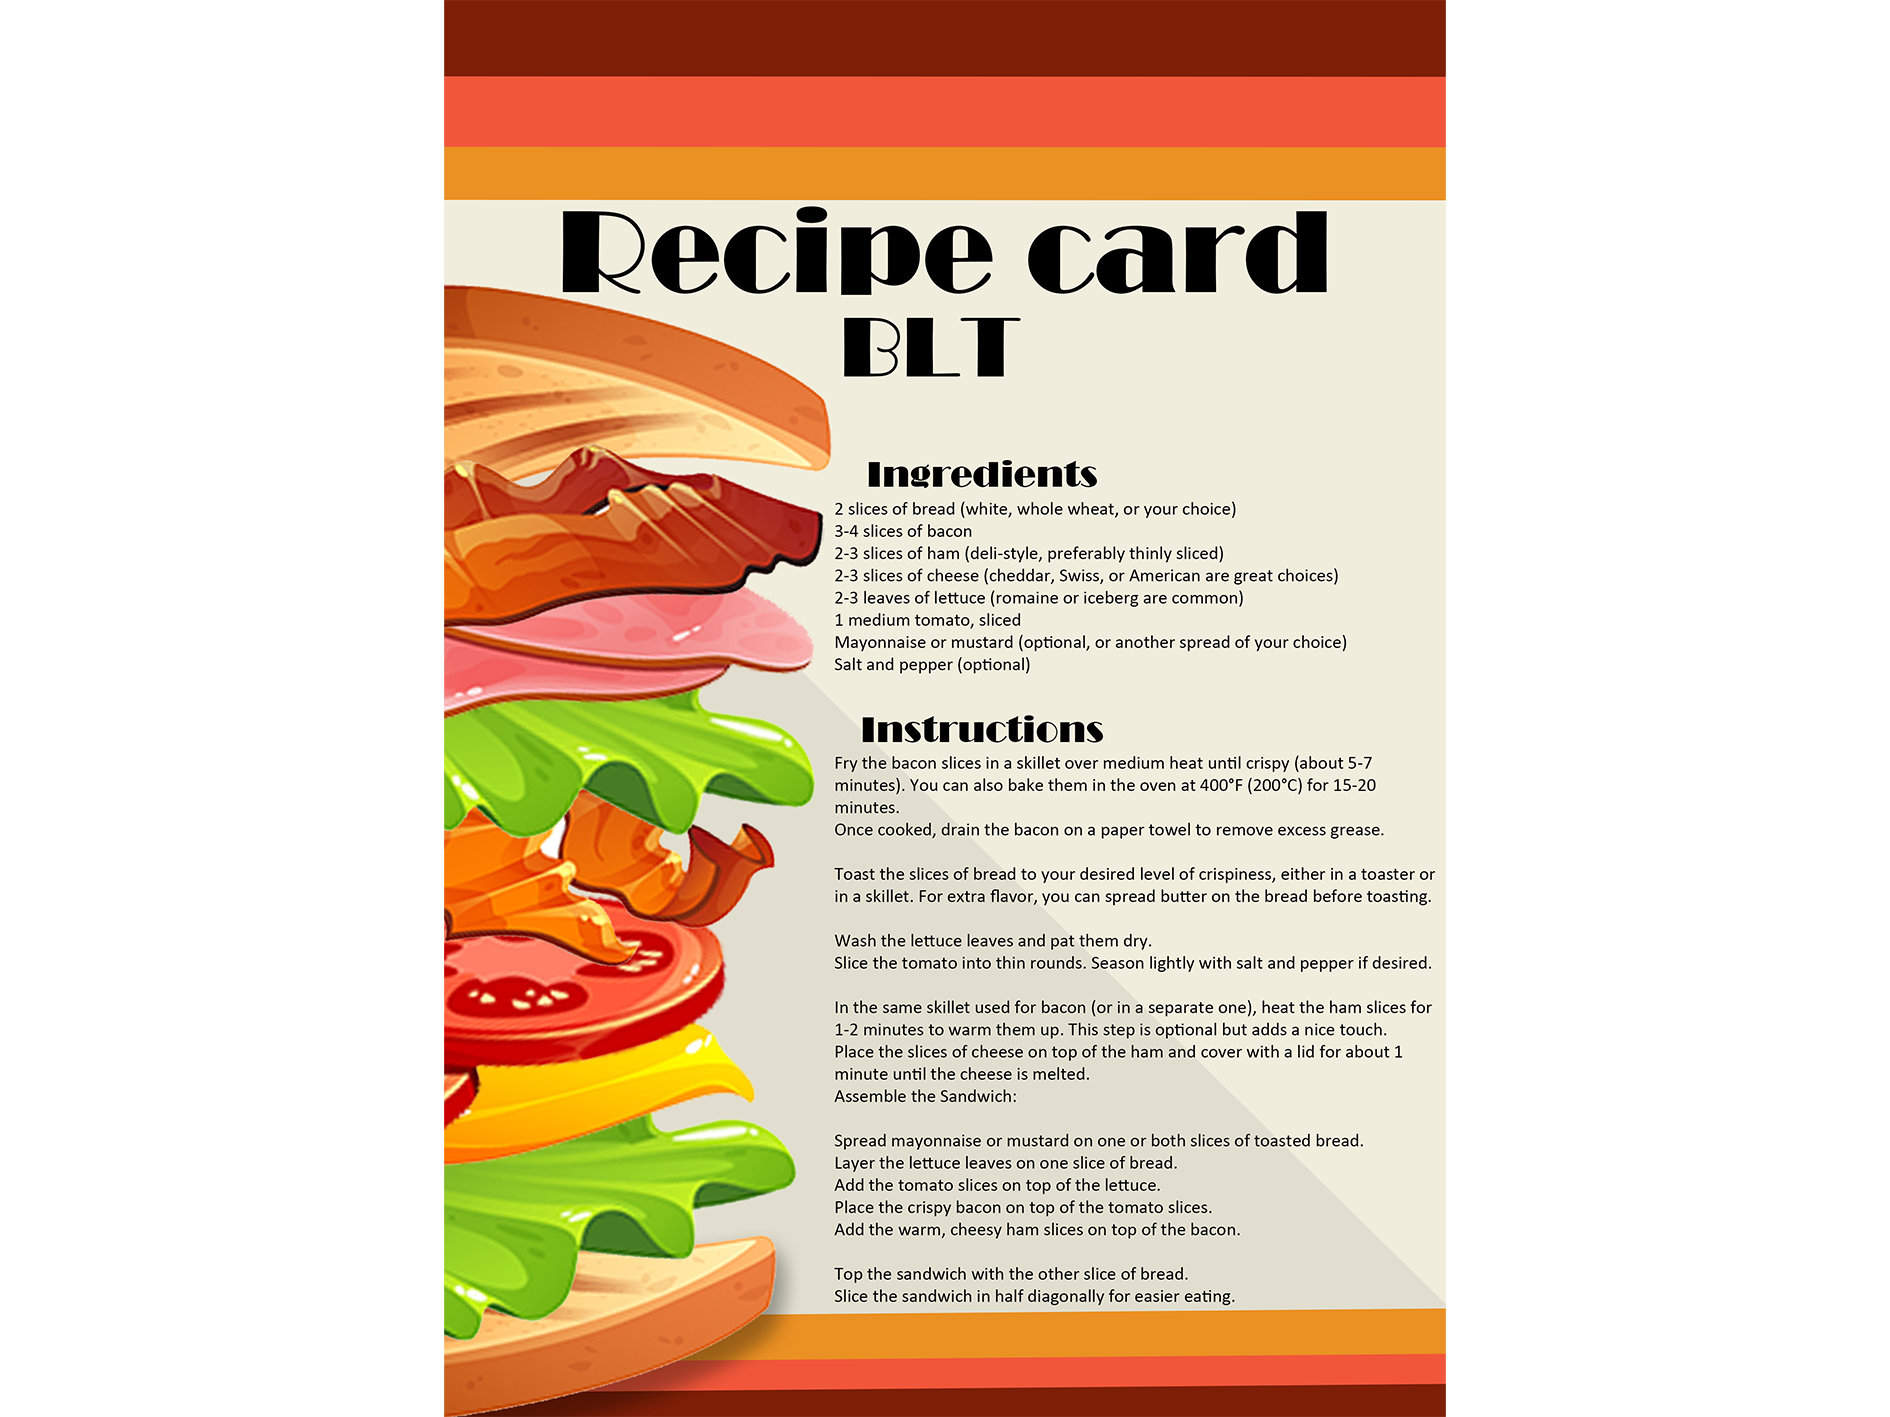 Recipe card
BLT
Ingredients
2 slices of bread (white, whole wheat, or your choice)
3-4 slices of bacon
2-3 slices of ham (deli-style, preferably thinly sliced)
2-3 slices of cheese (cheddar, Swiss, or American are great choices)
2-3 leaves of lettuce (romaine or iceberg are common)
1 medium tomato, sliced
Mayonnaise or mustard (optional, or another spread of your choice)
Salt and pepper (optional)
Instructions
Fry the bacon slices in a skillet over medium heat until crispy (about 5-7
minutes). You can also bake them in the oven at 400°F (200°C) for 15-20
minutes.
Once cooked, drain the bacon on a paper towel to remove excess grease.
Toast the slices of bread to your desired level of crispiness, either in a toaster or
in a skillet. For extra flavor, you can spread butter on the bread before toasting.
Wash the lettuce leaves and pat them dry.
Slice the tomato into thin rounds. Season lightly with salt and pepper if desired.
In the same skillet used for bacon (or in a separate one), heat the ham slices for
1-2 minutes to warm them up. This step is optional but adds a nice touch.
Place the slices of cheese on top of the ham and cover with a lid for about 1
minute until the cheese is melted.
Assemble the Sandwich:
Spread mayonnaise or mustard on one or both slices of toasted bread.
Layer the lettuce leaves on one slice of bread.
Add the tomato slices on top of the lettuce.
Place the crispy bacon on top of the tomato slices.
Add the warm, cheesy ham slices on top of the bacon.
Top the sandwich with the other slice of bread.
Slice the sandwich in half diagonally for easier eating.